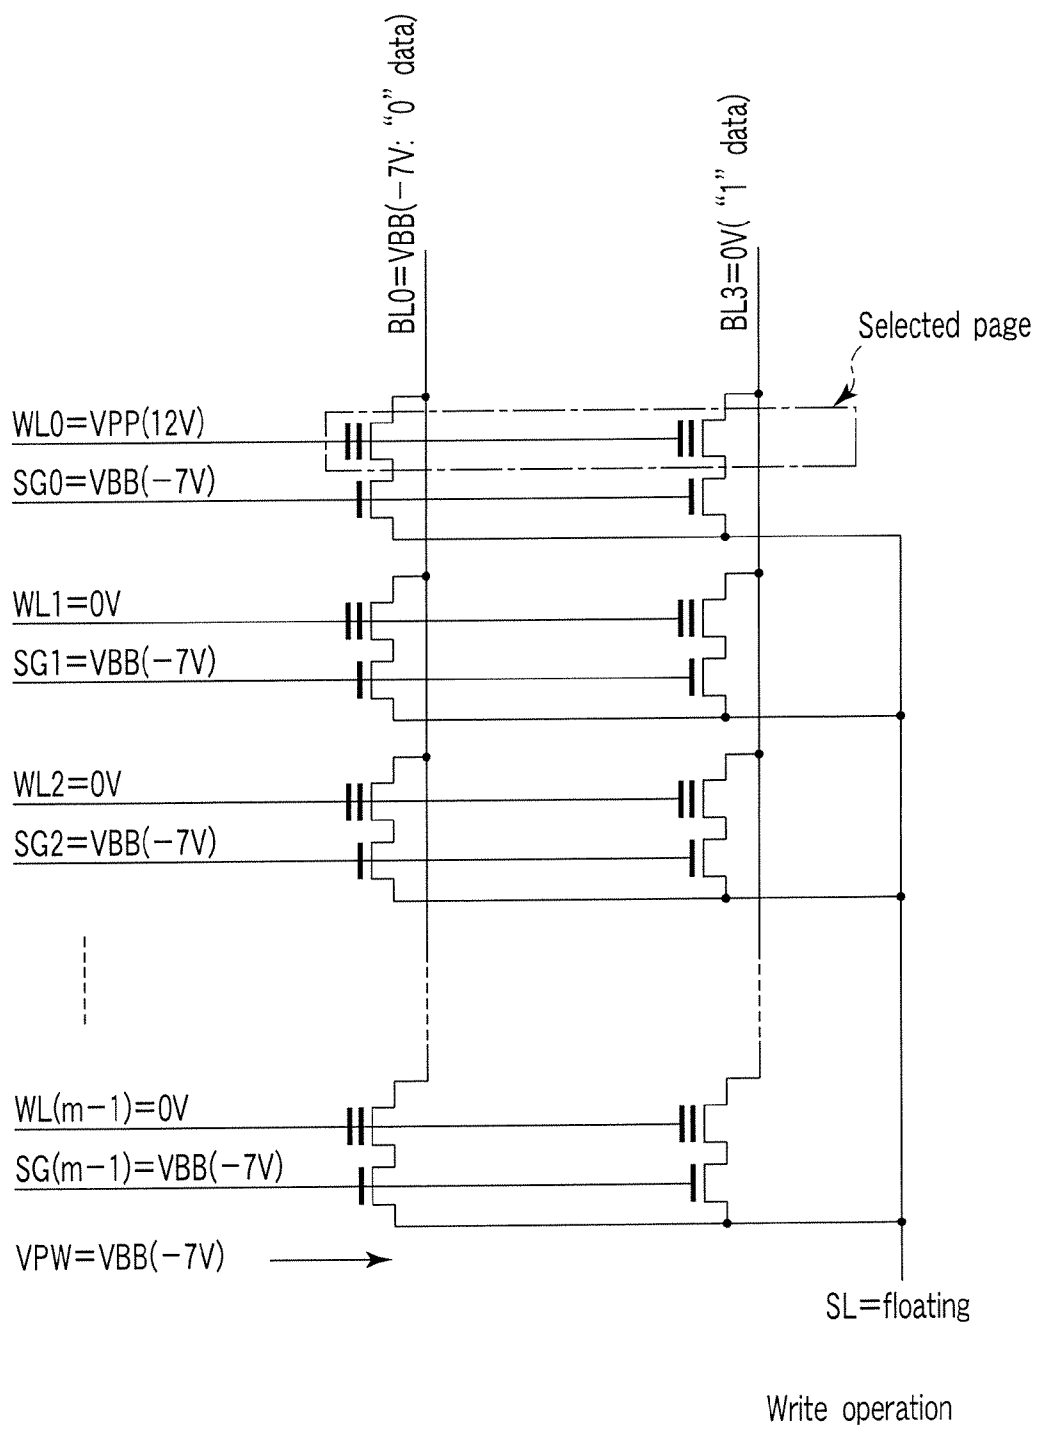 BL0=VBB(−7V: “0” data)
BL3=0V( “1” data)
Selected page
WL0=VPP(12V)
SG0=VBB(−7V)
WL1=0V
SG1=VBB(−7V)
WL2=0V
SG2=VBB(−7V)
WL(m−1)=0V
SG(m−1)=VBB(−7V)
VPW=VBB(−7V)
SL=floating
Write operation